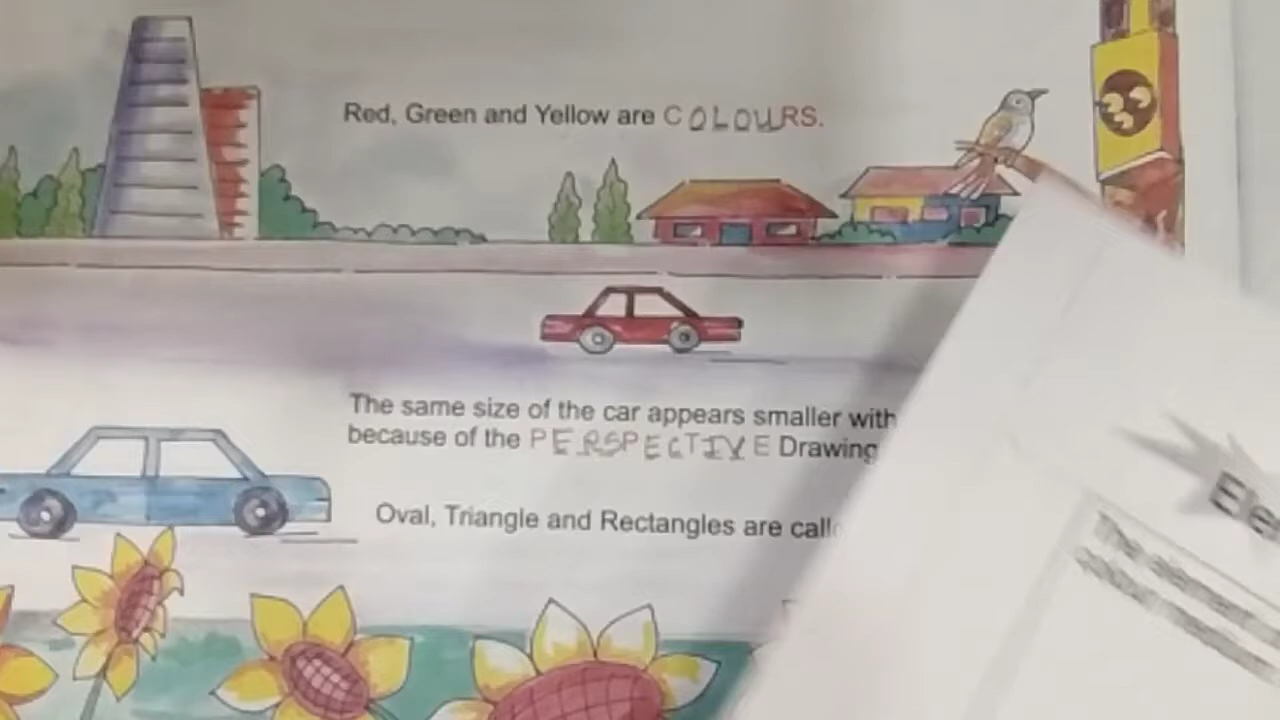 Red, Green and Yellow are COLOURS.
The same size of the car appears smaller with
because of the PERSPECTIVE Drawing
Oval, Triangle and Rectangles are call